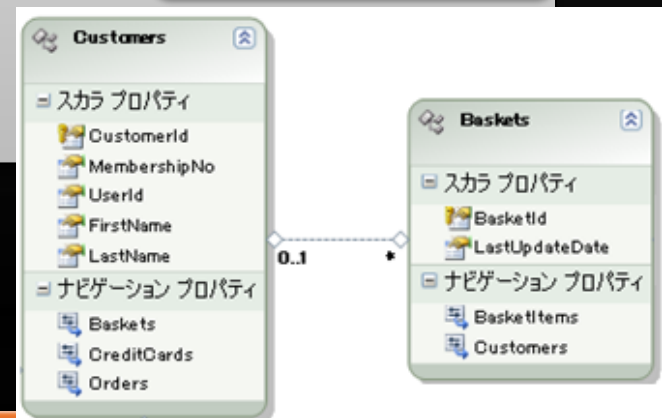 Customers
スカラ プロパティ
CustomerId
MembershipNo
UserId
FirstName
LastName
ナビゲーション プロパティ
Baskets
CreditCards
Orders
0..1
*
Baskets
スカラ プロパティ
BasketId
LastUpdateDate
ナビゲーション プロパティ
BasketItems
Customers